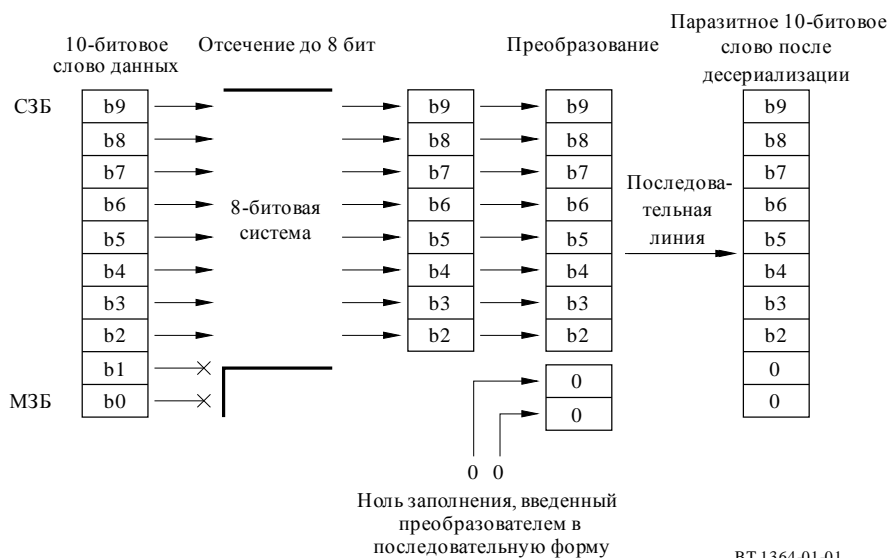 10-битовое
слово данных
Отсечение до 8 бит
Преобразование
Паразитное 10-битовое
слово после
десериализации
СЗБ
b9
b8
b7
b6
b5
b4
b3
b2
b1
МЗБ
b0
8-битовая
система
b9
b8
b7
b6
b5
b4
b3
b2
b9
b8
b7
b6
b5
b4
b3
b2
0
0
Последова-
тельная
линия
b9
b8
b7
b6
b5
b4
b3
b2
0
0
0 0
Ноль заполнения, введенный
преобразователем в
последовательную форму
BT.1364-01-01